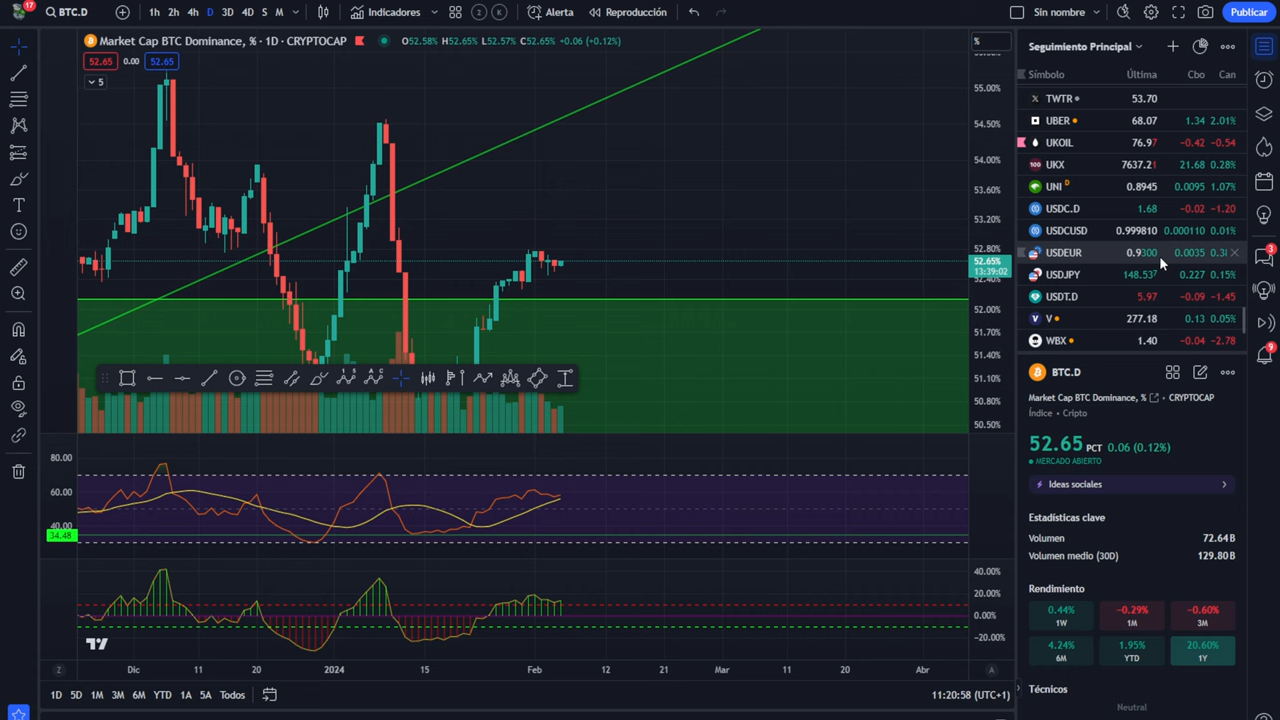 17 BTC.D 1h 2h 4h D 3D 4D S M Indicadores Z K Alerta Reproducción Sin nombre Publicar
Market Cap BTC Dominance, % · 1D · CRYPTOCAP O52.58% H52.65% L52.57% C52.65% +0.06 (+0.12%) %
52.65 0.00 52.65
5
55.00%
54.50%
54.00%
53.60%
53.20%
52.80%
52.65%
13:39:02
52.00%
51.70%
51.40%
51.10%
50.80%
50.50%
80.00
60.00
40.00
34.48
40.00%
20.00%
0.00%
−20.00%
Z Dic 11 20 2024 15 Feb 12 21 Mar 11 20 Abr A
1D 5D 1M 3M 6M YTD 1A 5A Todos 11:20:58 (UTC+1)
Seguimiento Principal
Símbolo Última Cbo Can
TWTR 53.70
UBER 68.07 1.34 2.01%
UKOIL 76.97 −0.42 −0.54
UKX 7637.21 21.68 0.28%
UNI D 0.8945 0.0095 1.07%
USDC.D 1.68 −0.02 −1.20
USDCUSD 0.999810 0.000110 0.01%
USDEUR 0.9300 0.0035
USDJPY 148.537 0.227 0.15%
USDT.D 5.97 −0.09 −1.45
V 277.18 0.13 0.05%
WBX 1.40 −0.04 −2.78
BTC.D
Market Cap BTC Dominance, % • CRYPTOCAP
Índice • Cripto
52.65 PCT 0.06 (0.12%)
MERCADO ABIERTO
Ideas sociales
Estadísticas clave
Volumen 72.64B
Volumen medio (30D) 129.80B
Rendimiento
0.44% −0.29% −0.60%
1W 1M 3M
4.24% 1.95% 20.60%
6M YTD 1Y
Técnicos
Neutral
3
9